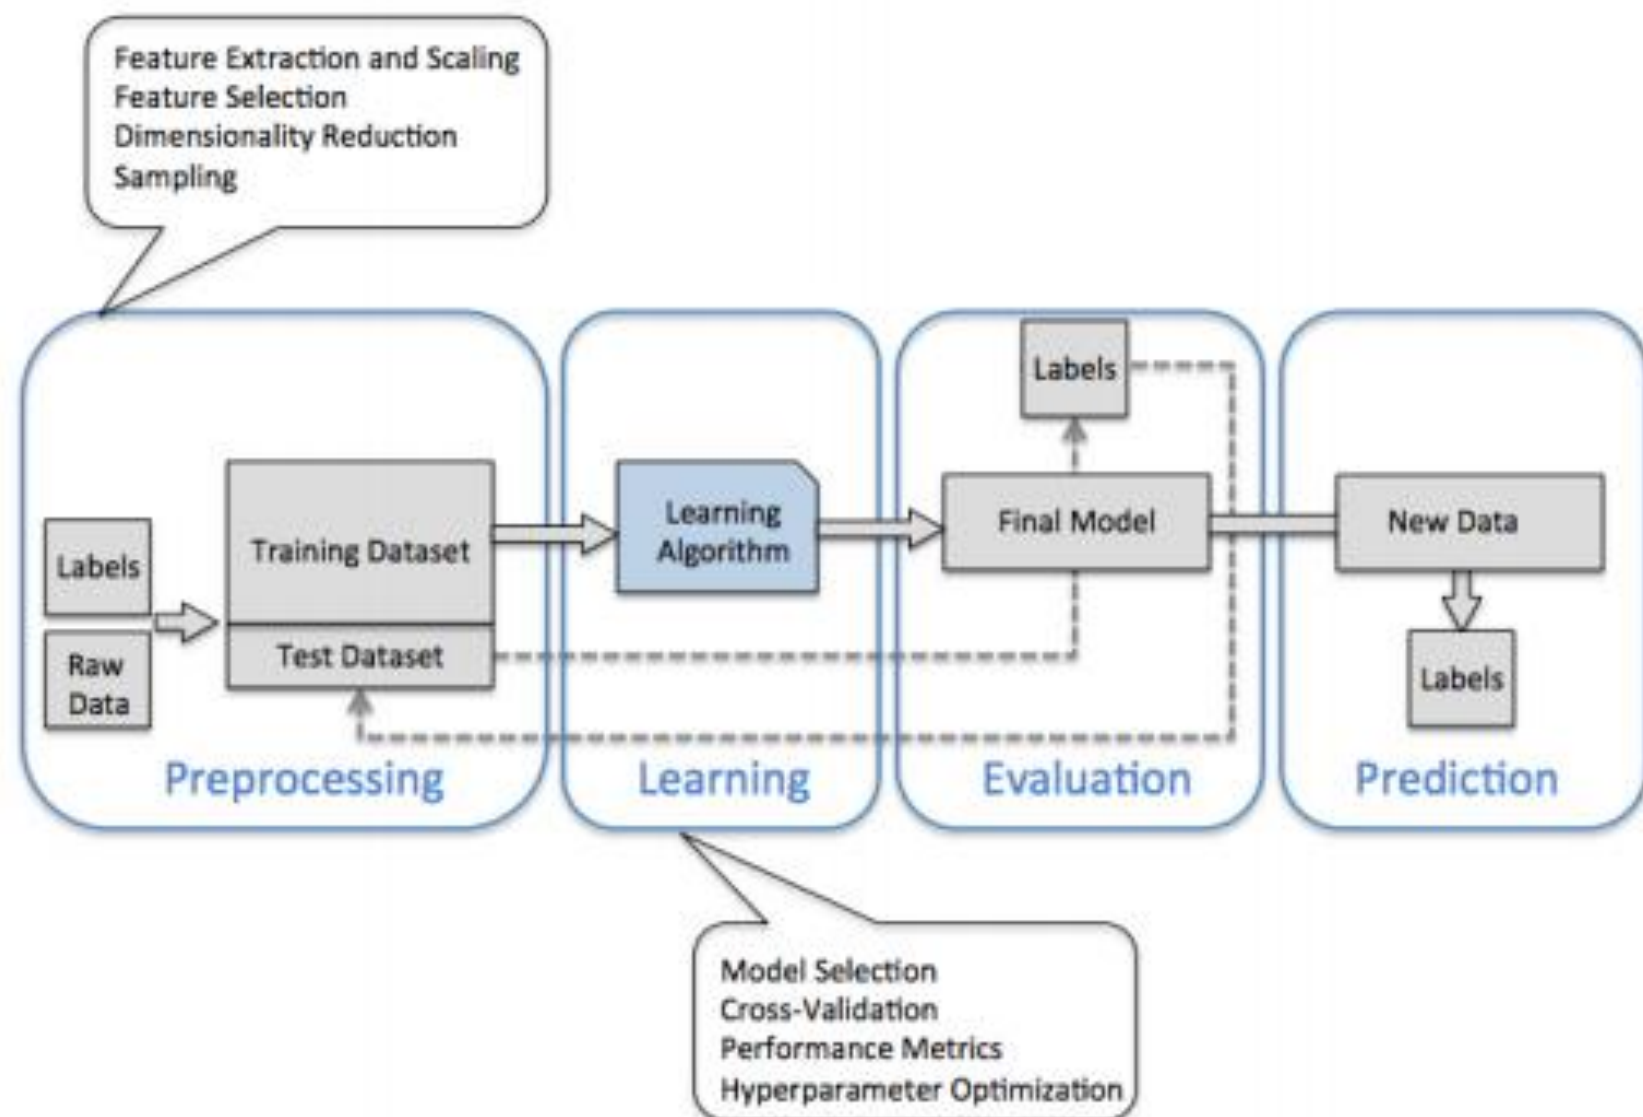 Feature Extraction and Scaling
Feature Selection
Dimensionality Reduction
Sampling
Labels
Raw
Data
Training Dataset
Test Dataset
Preprocessing
Learning
Algorithm
Learning
Labels
Final Model
Evaluation
New Data
Labels
Prediction
Model Selection
Cross-Validation
Performance Metrics
Hyperparameter Optimization